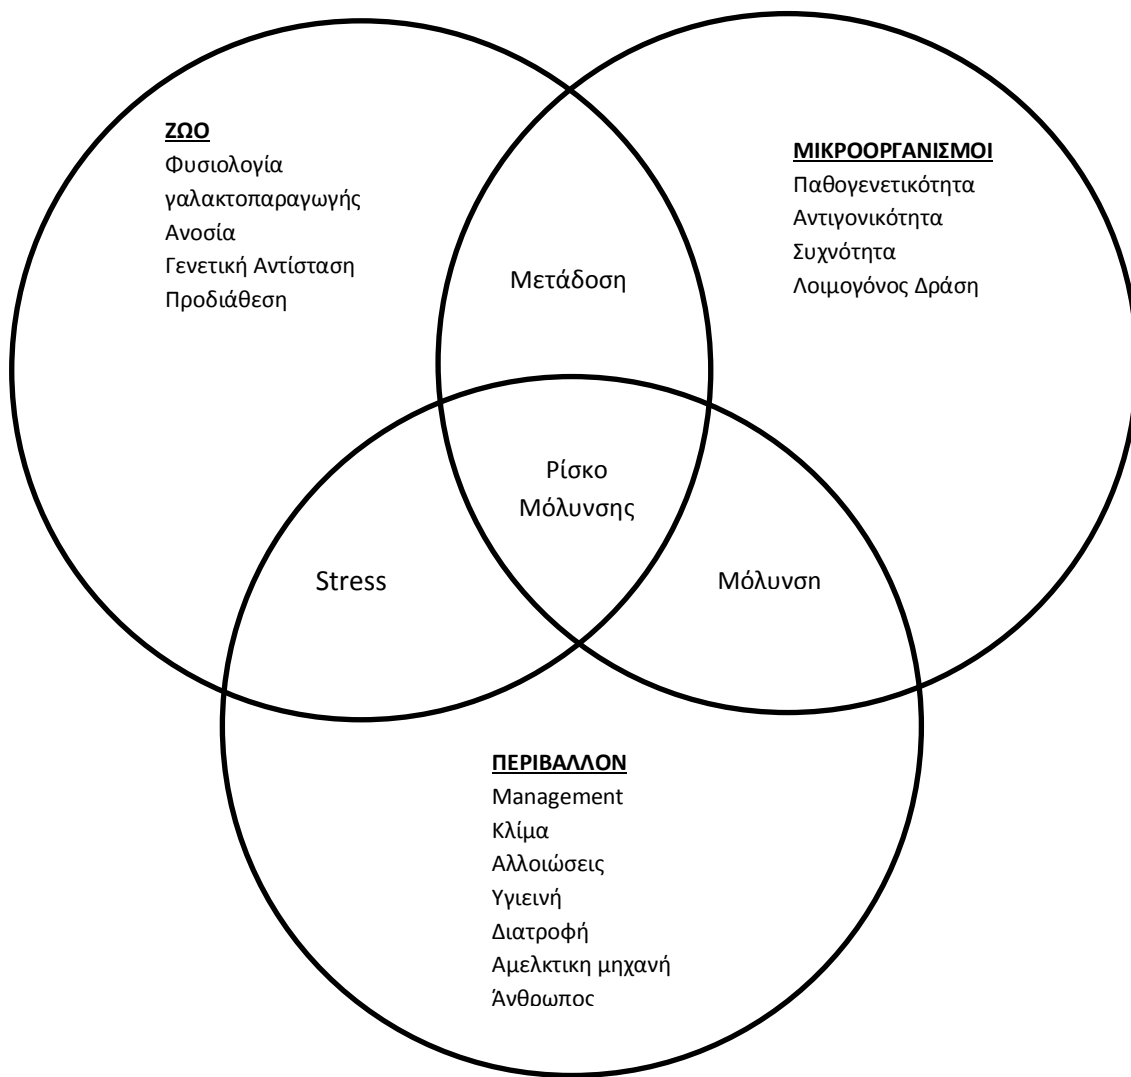 ΖΩΟ
Φυσιολογία
γαλακτοπαραγωγής
Ανοσία
Γενετική Αντίσταση
Προδιάθεση
ΜΙΚΡΟΟΡΓΑΝΙΣΜΟΙ
Παθογενετικότητα
Αντιγονικότητα
Συχνότητα
Λοιμογόνος Δράση
Μετάδοση
Ρίσκο
Μόλυνσης
Stress
Μόλυνση
ΠΕΡΙΒΑΛΛΟΝ
Management
Κλίμα
Αλλοιώσεις
Υγιεινή
Διατροφή
Αμελκτικη μηχανή
Άνθρωπος